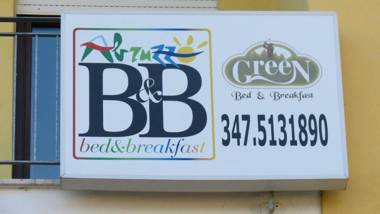 Abruzzo
B&B
bed&breakfast
GreeN
Bed & Breakfast
347.5131890